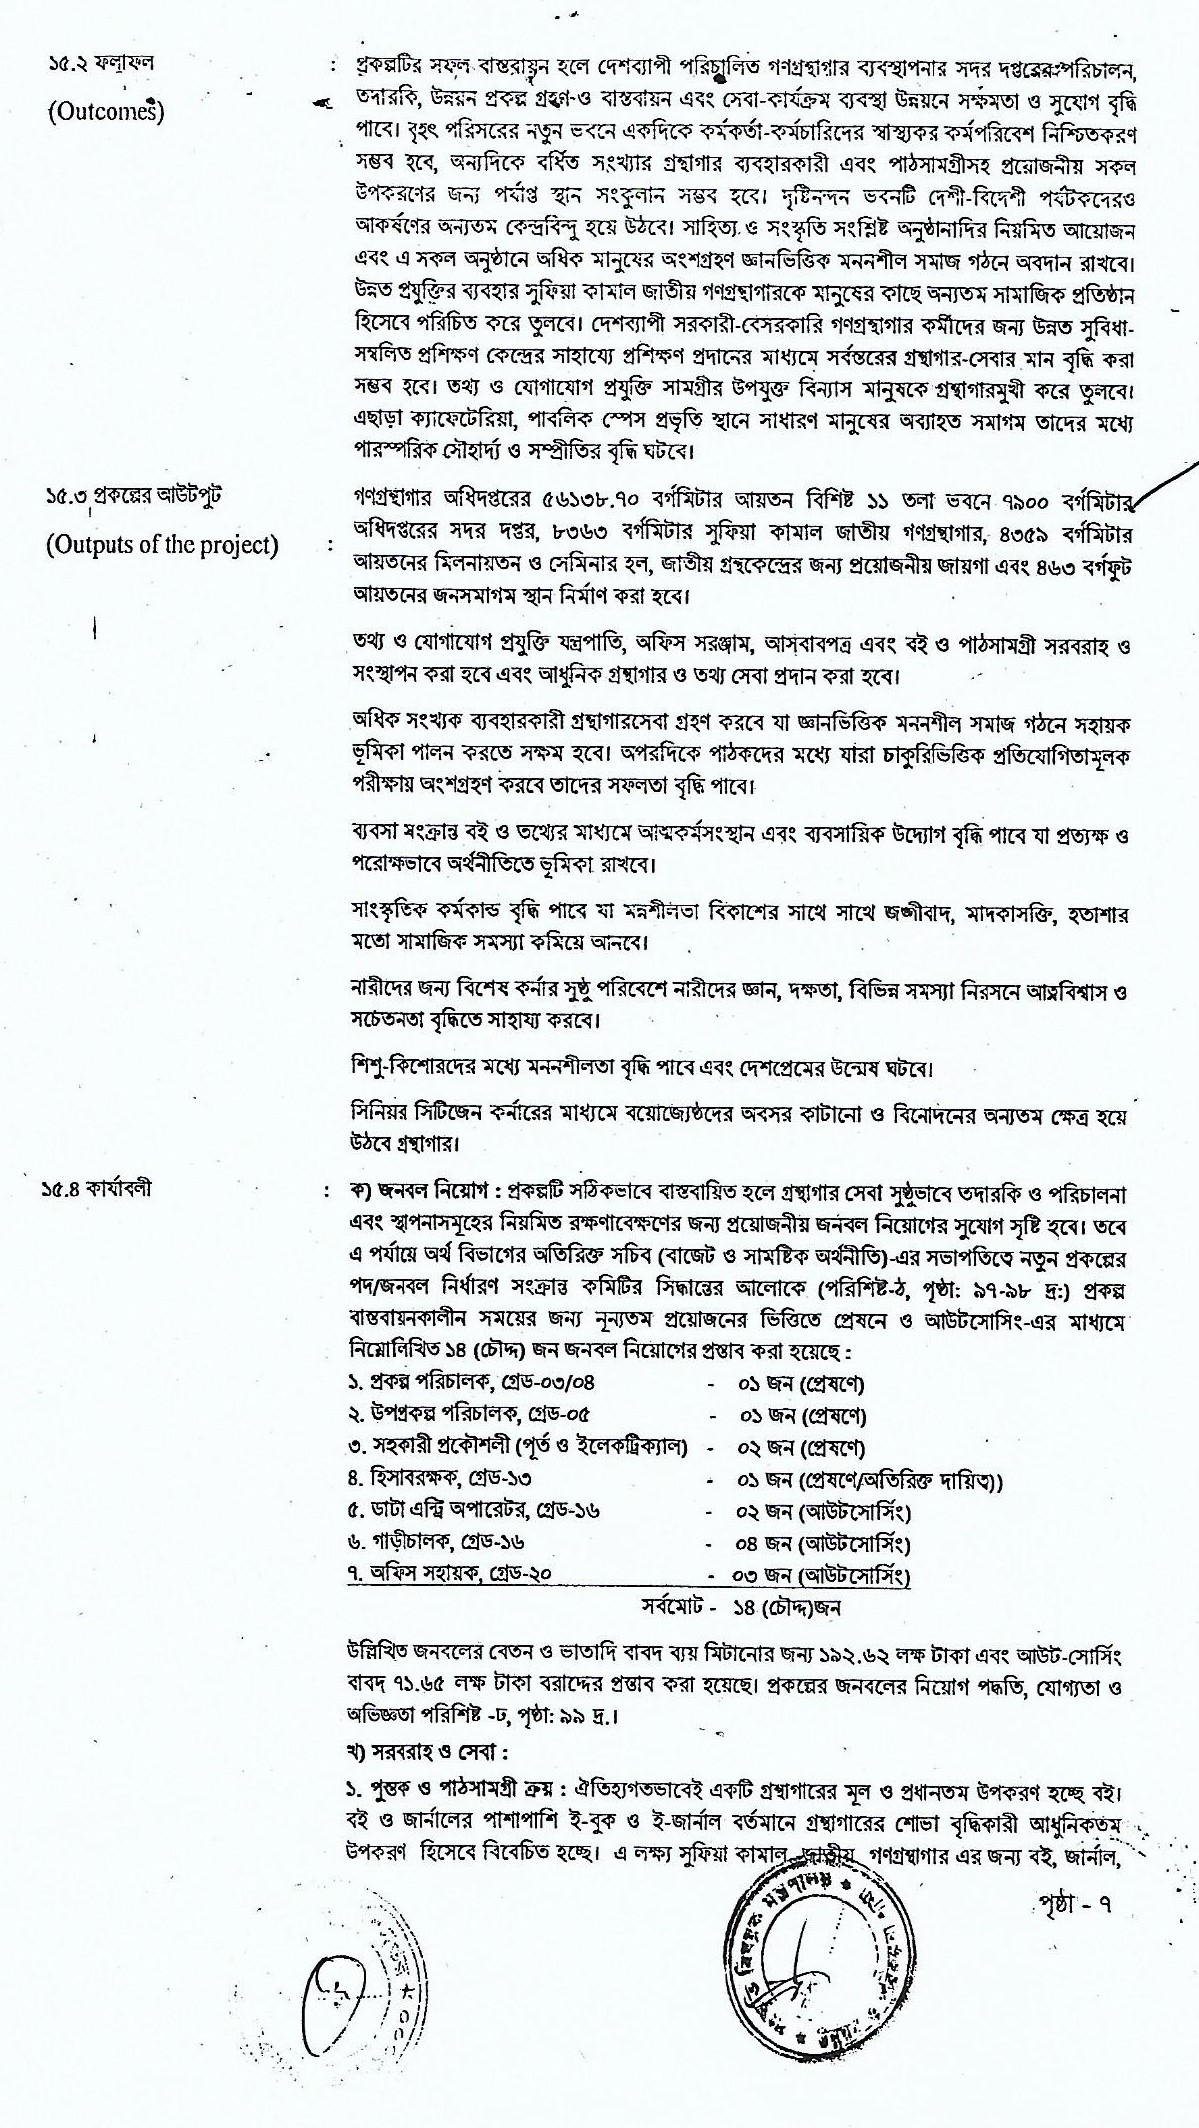 ১৫.২ ফলাফল
(Outcomes)
:
প্রকল্পটির সফল বাস্তবায়ন হলে দেশব্যাপী পরিচালিত গণগ্রন্থাগার ব্যবস্থাপনার সদর দপ্তরের পরিচালন,
তদারকি, উন্নয়ন প্রকল্প গ্রহণ ও বাস্তবায়ন এবং সেবা-কার্যক্রম ব্যবস্থা উন্নয়নে সক্ষমতা ও সুযোগ বৃদ্ধি
পাবে। বৃহৎ পরিসরের নতুন ভবনে একদিকে কর্মকর্তা-কর্মচারিদের স্বাস্থ্যকর কর্মপরিবেশ নিশ্চিতকরণ
সম্ভব হবে, অন্যদিকে বর্ধিত সংখ্যার গ্রন্থাগার ব্যবহারকারী এবং পাঠসামগ্রীসহ প্রয়োজনীয় সকল
উপকরণের জন্য পর্যাপ্ত স্থান সংকুলান সম্ভব হবে। দৃষ্টিনন্দন ভবনটি দেশী-বিদেশী পর্যটকদেরও
আকর্ষণের অন্যতম কেন্দ্রবিন্দু হয়ে উঠবে। সাহিত্য ও সংস্কৃতি সংশ্লিষ্ট অনুষ্ঠানাদির নিয়মিত আয়োজন
এবং এ সকল অনুষ্ঠানে অধিক মানুষের অংশগ্রহণ জ্ঞানভিত্তিক মননশীল সমাজ গঠনে অবদান রাখবে।
উন্নত প্রযুক্তির ব্যবহার সুফিয়া কামাল জাতীয় গণগ্রন্থাগারকে মানুষের কাছে অন্যতম সামাজিক প্রতিষ্ঠান
হিসেবে পরিচিত করে তুলবে। দেশব্যাপী সরকারী-বেসরকারি গণগ্রন্থাগার কর্মীদের জন্য উন্নত সুবিধা-
সম্বলিত প্রশিক্ষণ কেন্দ্রের সাহায্যে প্রশিক্ষণ প্রদানের মাধ্যমে সর্বস্তরের গ্রন্থাগার-সেবার মান বৃদ্ধি করা
সম্ভব হবে। তথ্য ও যোগাযোগ প্রযুক্তি সামগ্রীর উপযুক্ত বিন্যাস মানুষকে গ্রন্থাগারমুখী করে তুলবে।
এছাড়া ক্যাফেটেরিয়া, পাবলিক স্পেস প্রভৃতি স্থানে সাধারণ মানুষের অব্যাহত সমাগম তাদের মধ্যে
পারস্পরিক সৌহার্দ্য ও সম্প্রীতির বৃদ্ধি ঘটবে।
১৫.৩ প্রকল্পের আউটপুট
(Outputs of the project)
:
গণগ্রন্থাগার অধিদপ্তরের ৫৬১৩৮.৭০ বর্গমিটার আয়তন বিশিষ্ট ১১ তলা ভবনে ৭৯০০ বর্গমিটার
অধিদপ্তরের সদর দপ্তর, ৮৩৬৩ বর্গমিটার সুফিয়া কামাল জাতীয় গণগ্রন্থাগার, ৪৩৫৯ বর্গমিটার
আয়তনের মিলনায়তন ও সেমিনার হল, জাতীয় গ্রন্থকেন্দ্রের জন্য প্রয়োজনীয় জায়গা এবং ৪৬৩ বর্গফুট
আয়তনের জনসমাগম স্থান নির্মাণ করা হবে।
তথ্য ও যোগাযোগ প্রযুক্তি যন্ত্রপাতি, অফিস সরঞ্জাম, আসবাবপত্র এবং বই ও পাঠসামগ্রী সরবরাহ ও
সংস্থাপন করা হবে এবং আধুনিক গ্রন্থাগার ও তথ্য সেবা প্রদান করা হবে।
অধিক সংখ্যক ব্যবহারকারী গ্রন্থাগারসেবা গ্রহণ করবে যা জ্ঞানভিত্তিক মননশীল সমাজ গঠনে সহায়ক
ভূমিকা পালন করতে সক্ষম হবে। অপরদিকে পাঠকদের মধ্যে যারা চাকুরিভিত্তিক প্রতিযোগিতামূলক
পরীক্ষায় অংশগ্রহণ করবে তাদের সফলতা বৃদ্ধি পাবে।
ব্যবসা সংক্রান্ত বই ও তথ্যের মাধ্যমে আত্মকর্মসংস্থান এবং ব্যবসায়িক উদ্যোগ বৃদ্ধি পাবে যা প্রত্যক্ষ ও
পরোক্ষভাবে অর্থনীতিতে ভূমিকা রাখবে।
সাংস্কৃতিক কর্মকান্ড বৃদ্ধি পাবে যা মন্নশীলতা বিকাশের সাথে সাথে জঙ্গীবাদ, মাদকাসক্তি, হতাশার
মতো সামাজিক সমস্যা কমিয়ে আনবে।
নারীদের জন্য বিশেষ কর্নার সুষ্ঠু পরিবেশে নারীদের জ্ঞান, দক্ষতা, বিভিন্ন সমস্যা নিরসনে আত্নবিশ্বাস ও
সচেতনতা বৃদ্ধিতে সাহায্য করবে।
শিশু-কিশোরদের মধ্যে মননশীলতা বৃদ্ধি পাবে এবং দেশপ্রেমের উন্মেষ ঘটবে।
সিনিয়র সিটিজেন কর্নারের মাধ্যমে বয়োজ্যেষ্ঠদের অবসর কাটানো ও বিনোদনের অন্যতম ক্ষেত্র হয়ে
উঠবে গ্রন্থাগার।
১৫.৪ কার্যাবলী
:
ক) জনবল নিয়োগ : প্রকল্পটি সঠিকভাবে বাস্তবায়িত হলে গ্রন্থাগার সেবা সুষ্ঠুভাবে তদারকি ও পরিচালনা
এবং স্থাপনাসমূহের নিয়মিত রক্ষণাবেক্ষণের জন্য প্রয়োজনীয় জনবল নিয়োগের সুযোগ সৃষ্টি হবে। তবে
এ পর্যায়ে অর্থ বিভাগের অতিরিক্ত সচিব (বাজেট ও সামষ্টিক অর্থনীতি)-এর সভাপতিত্বে নতুন প্রকল্পের
পদ/জনবল নির্ধারণ সংক্রান্ত কমিটির সিদ্ধান্তের আলোকে (পরিশিষ্ট-ঠ, পৃষ্ঠা: ৯৭-৯৮ দ্র:) প্রকল্প
বাস্তবায়নকালীন সময়ের জন্য নূন্যতম প্রয়োজনের ভিত্তিতে প্রেষনে ও আউটসোর্সিং-এর মাধ্যমে
নিম্নোলিখিত ১৪ (চৌদ্দ) জন জনবল নিয়োগের প্রস্তাব করা হয়েছে :
১. প্রকল্প পরিচালক, গ্রেড-০৩/০৪ - ০১ জন (প্রেষণে)
২. উপপ্রকল্প পরিচালক, গ্রেড-০৫ - ০১ জন (প্রেষণে)
৩. সহকারী প্রকৌশলী (পূর্ত ও ইলেকট্রিক্যাল) - ০২ জন (প্রেষণে)
৪. হিসাবরক্ষক, গ্রেড-১৩ - ০১ জন (প্রেষণে/অতিরিক্ত দায়িত্ব))
৫. ডাটা এন্ট্রি অপারেটর, গ্রেড-১৬ - ০২ জন (আউটসোর্সিং)
৬. গাড়ীচালক, গ্রেড-১৬ - ০৪ জন (আউটসোর্সিং)
৭. অফিস সহায়ক, গ্রেড-২০ - ০৩ জন (আউটসোর্সিং)
সর্বমোট - ১৪ (চৌদ্দ)জন
উল্লিখিত জনবলের বেতন ও ভাতাদি বাবদ ব্যয় মিটানোর জন্য ১৯২.৬২ লক্ষ টাকা এবং আউট-সোর্সিং
বাবদ ৭১.৬৫ লক্ষ টাকা বরাদ্দের প্রস্তাব করা হয়েছে। প্রকল্পের জনবলের নিয়োগ পদ্ধতি, যোগ্যতা ও
অভিজ্ঞতা পরিশিষ্ট -ঢ, পৃষ্ঠা: ৯৯ দ্র.।
খ) সরবরাহ ও সেবা :
১. পুস্তক ও পাঠসামগ্রী ক্রয় : ঐতিহ্যগতভাবেই একটি গ্রন্থাগারের মূল ও প্রধানতম উপকরণ হচ্ছে বই।
বই ও জার্নালের পাশাপাশি ই-বুক ও ই-জার্নাল বর্তমানে গ্রন্থাগারের শোভা বৃদ্ধিকারী আধুনিকতম
উপকরণ হিসেবে বিবেচিত হচ্ছে। এ লক্ষ্য সুফিয়া কামাল জাতীয় গণগ্রন্থাগার এর জন্য বই, জার্নাল,
পৃষ্ঠা - ৭
বিষয়ক মন্ত্রণালয়